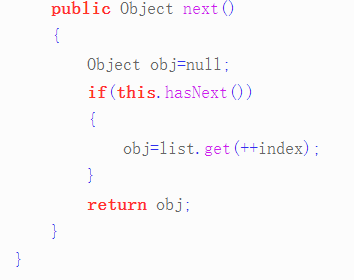 public Object next()
{
Object obj=null;
if(this.hasNext())
{
obj=list.get(++index);
}
return obj;
}
}